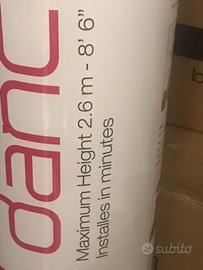 danc
Maximum Height 2.6 m - 8' 6"
Installes in minutes
subito